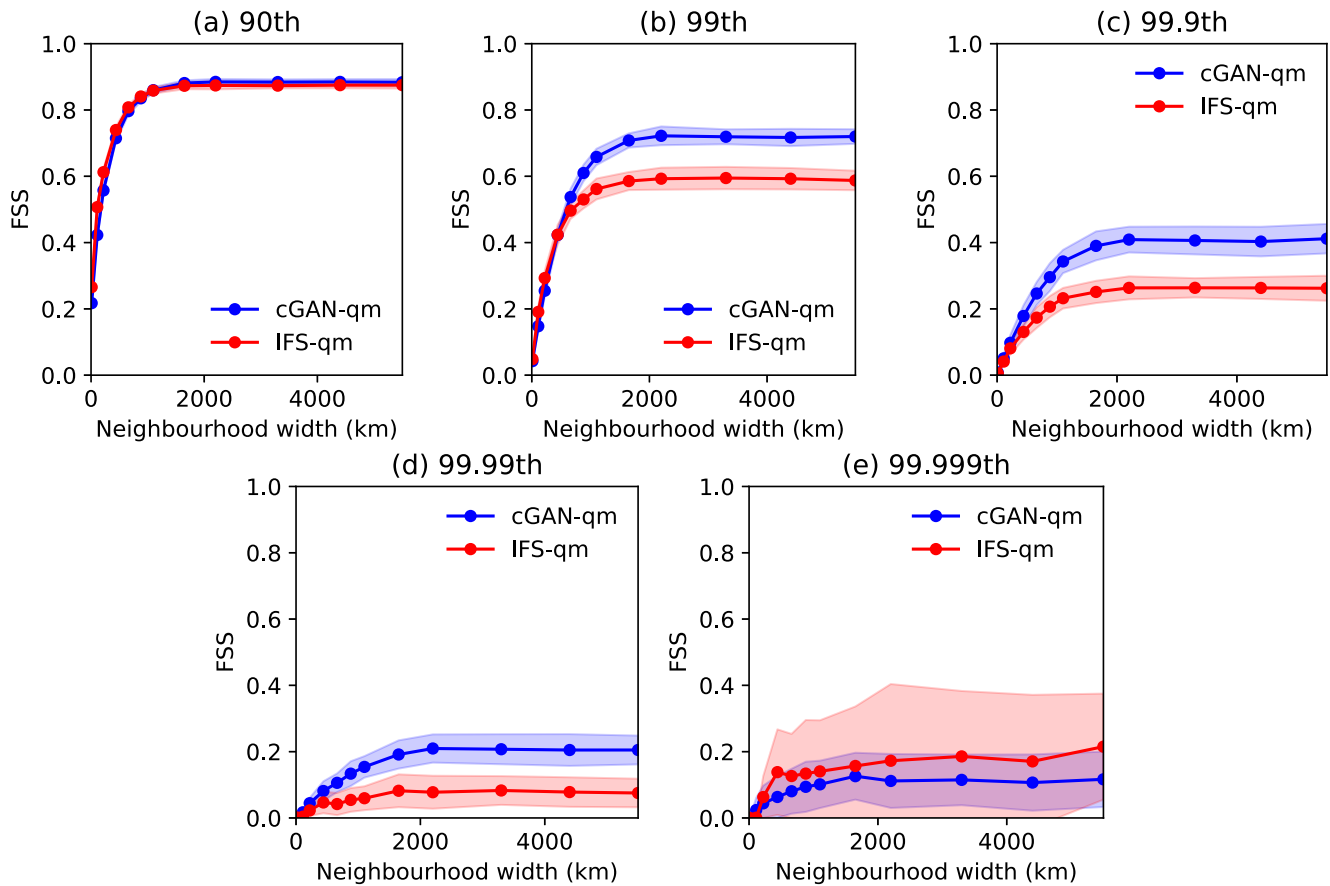 (a) 90th
FSS
1.0
0.8
0.6
0.4
0.2
0.0
cGAN-qm
IFS-qm
0 2000 4000
Neighbourhood width (km)
(b) 99th
FSS
1.0
0.8
0.6
0.4
0.2
0.0
cGAN-qm
IFS-qm
0 2000 4000
Neighbourhood width (km)
(c) 99.9th
FSS
1.0
0.8
0.6
0.4
0.2
0.0
cGAN-qm
IFS-qm
0 2000 4000
Neighbourhood width (km)
(d) 99.99th
FSS
1.0
0.8
0.6
0.4
0.2
0.0
cGAN-qm
IFS-qm
0 2000 4000
Neighbourhood width (km)
(e) 99.999th
FSS
1.0
0.8
0.6
0.4
0.2
0.0
cGAN-qm
IFS-qm
0 2000 4000
Neighbourhood width (km)